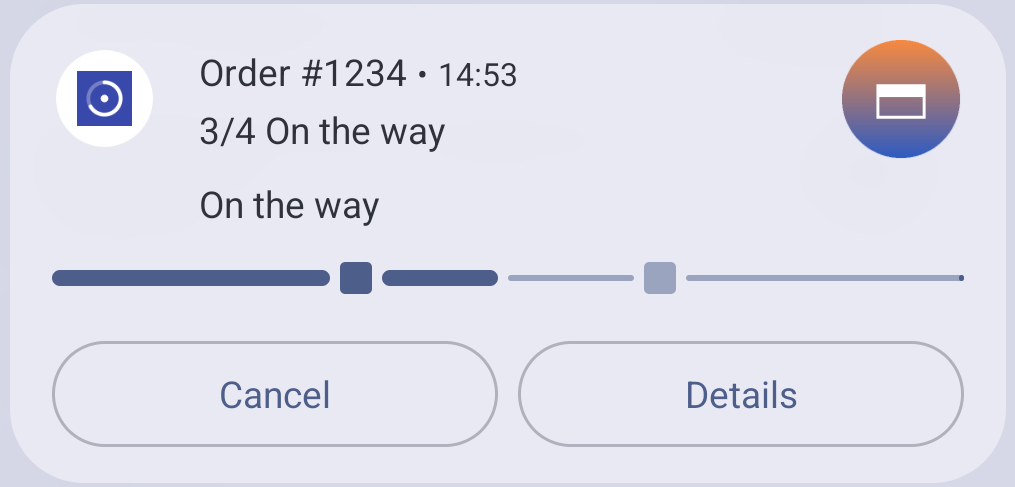 Order #1234 • 14:53
3/4 On the way
On the way
Cancel
Details